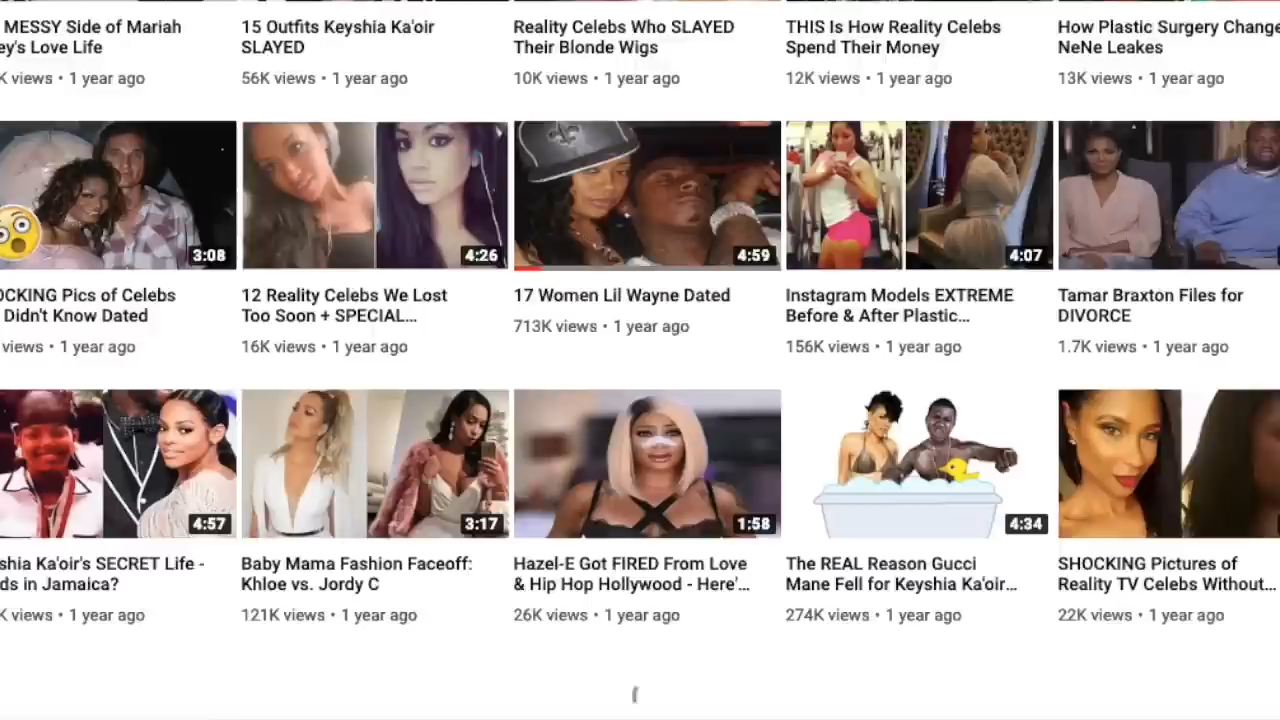 MESSY Side of Mariah
ey's Love Life
K views • 1 year ago
15 Outfits Keyshia Ka'oir
SLAYED
56K views • 1 year ago
Reality Celebs Who SLAYED
Their Blonde Wigs
10K views • 1 year ago
THIS Is How Reality Celebs
Spend Their Money
12K views • 1 year ago
How Plastic Surgery Change
NeNe Leakes
13K views • 1 year ago
3:08
OCKING Pics of Celebs
Didn't Know Dated
views • 1 year ago
4:26
12 Reality Celebs We Lost
Too Soon + SPECIAL...
16K views • 1 year ago
4:59
17 Women Lil Wayne Dated
713K views • 1 year ago
4:07
Instagram Models EXTREME
Before & After Plastic...
156K views • 1 year ago
Tamar Braxton Files for
DIVORCE
1.7K views • 1 year ago
4:57
shia Ka'oir's SECRET Life -
ds in Jamaica?
K views • 1 year ago
3:17
Baby Mama Fashion Faceoff:
Khloe vs. Jordy C
121K views • 1 year ago
1:58
Hazel-E Got FIRED From Love
& Hip Hop Hollywood - Here'...
26K views • 1 year ago
4:34
The REAL Reason Gucci
Mane Fell for Keyshia Ka'oir...
274K views • 1 year ago
SHOCKING Pictures of
Reality TV Celebs Without...
22K views • 1 year ago